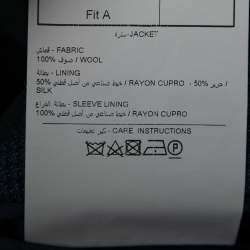 Fit A
سترة-JACKET
قماش - FABRIC
100% صوف / WOOL
بطانة - LINING
50% خيط صناعي من أصل قطني / RAYON CUPRO - 50% حرير /
SILK
بطانة الذراع - SLEEVE LINING
100% خيط صناعي من أصل قطني / RAYON CUPRO
تعليمات - CARE INSTRUCTIONS
P